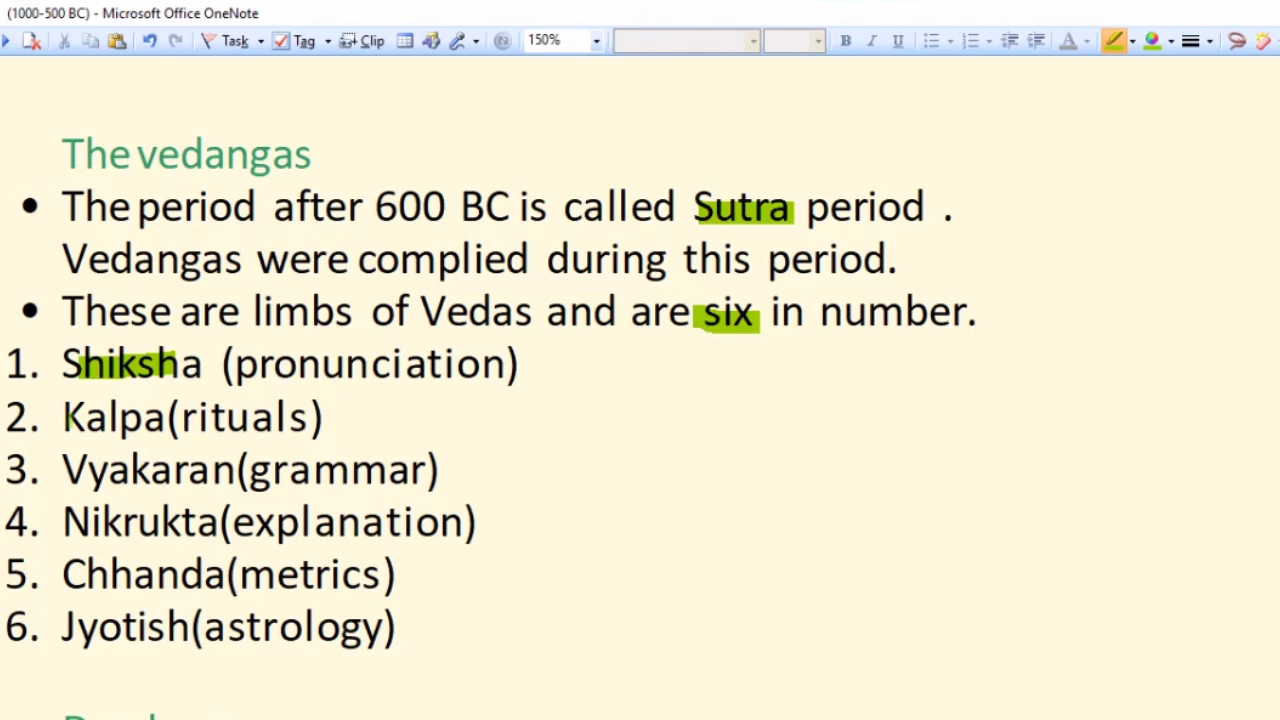 (1000-500 BC) - Microsoft Office OneNote
Task Tag Clip 150% B I U A
The vedangas
• The period after 600 BC is called Sutra period .
Vedangas were complied during this period.
• These are limbs of Vedas and are six in number.
1. Shiksha (pronunciation)
2. Kalpa(rituals)
3. Vyakaran(grammar)
4. Nikrukta(explanation)
5. Chhanda(metrics)
6. Jyotish(astrology)